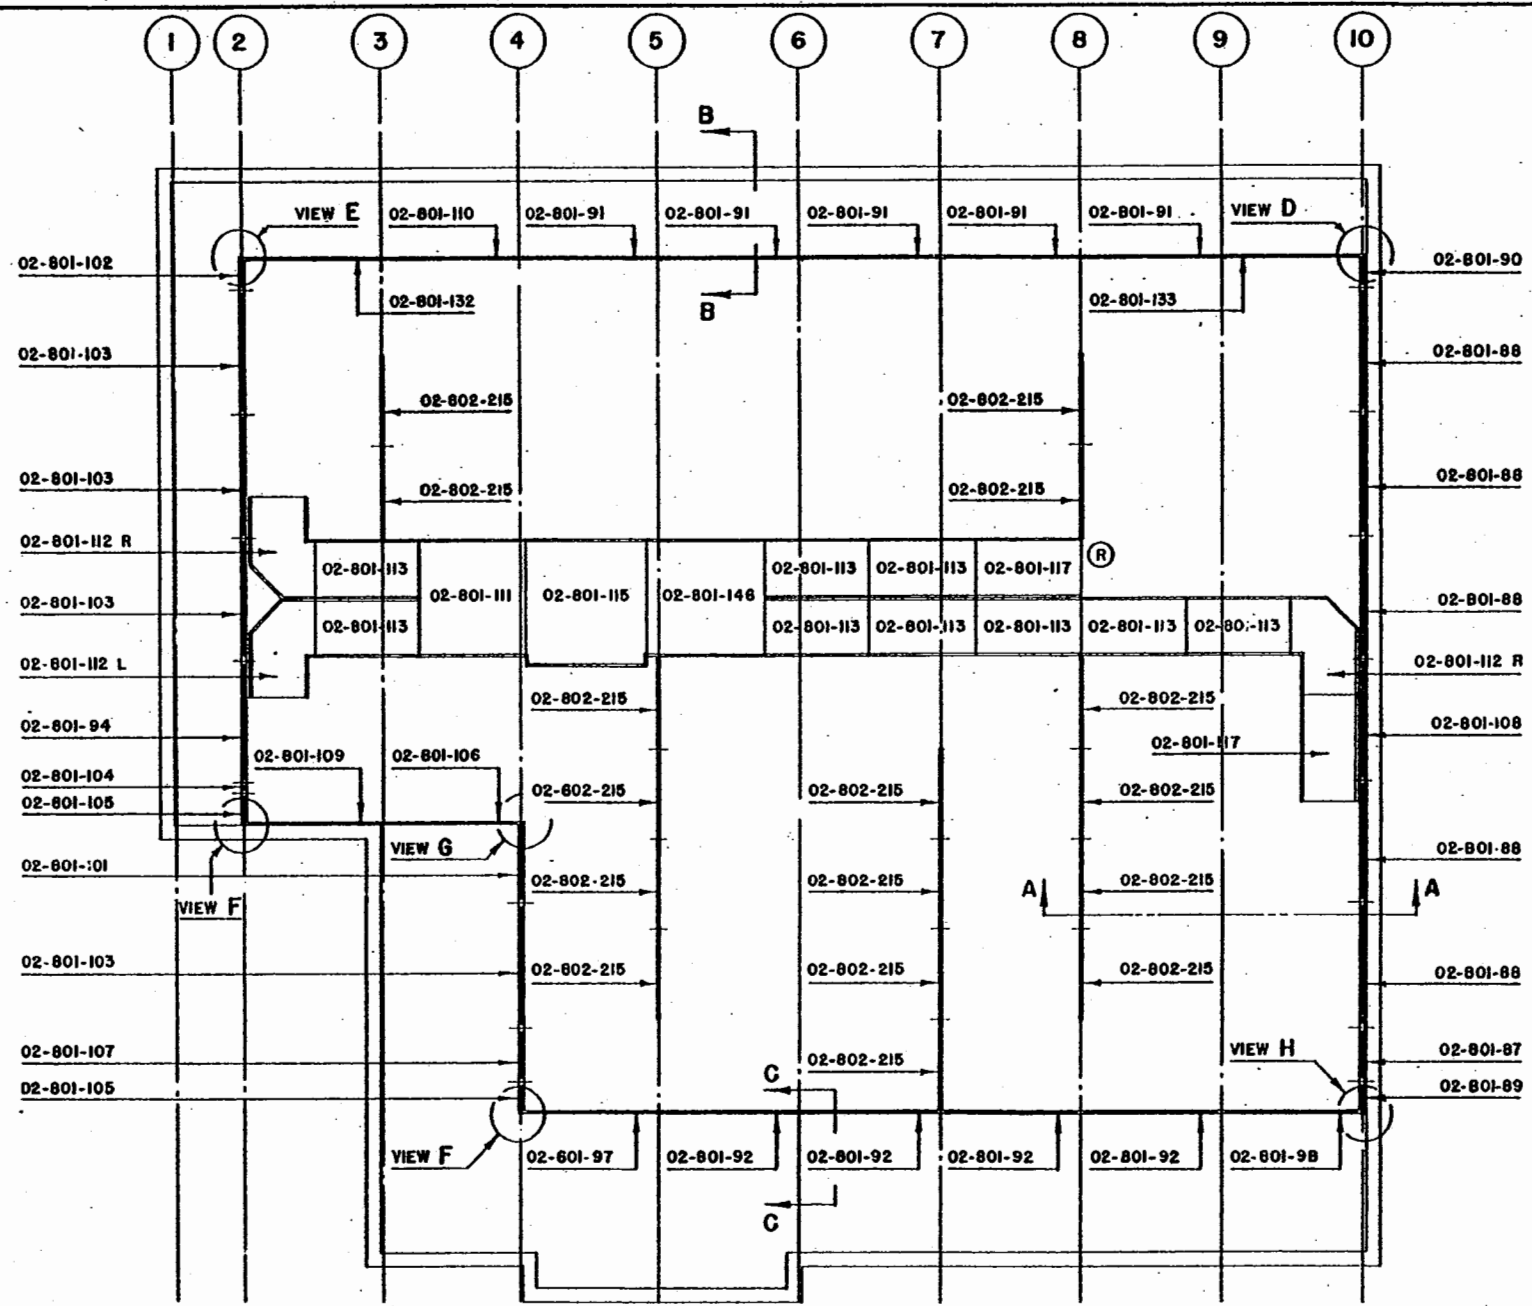 1 2 3 4 5 6 7 8 9 10
B
VIEW E 02-801-110 02-801-91 02-801-91 02-801-91 02-801-91 02-801-91 VIEW D
02-801-102 02-801-90
02-801-132 B 02-801-133
02-801-103 02-801-88
02-802-215 02-802-215
02-801-103 02-802-215 02-802-215 02-801-88
02-801-112 R R
02-801-113 02-801-113 02-801-113 02-801-117
02-801-111 02-801-115 02-801-146
02-801-103 02-801-88
02-801-113 02-801-113 02-801-113 02-801-113 02-801-113 02-801-113
02-801-112 L 02-801-112 R
02-802-215 02-802-215
02-801-94 02-801-108
02-801-109 02-801-106 02-801-117
02-801-104
02-602-215 02-802-215 02-802-215
02-801-105
VIEW G 02-801-88
02-801-101
02-802-215 02-802-215 02-802-215 A A
VIEW F
02-801-103 02-802-215 02-802-215 02-802-215 02-801-88
02-801-107 02-802-215 VIEW H 02-801-87
C
02-801-105 02-801-89
VIEW F 02-601-97 02-801-92 02-801-92 02-801-92 02-801-92 02-801-98
C